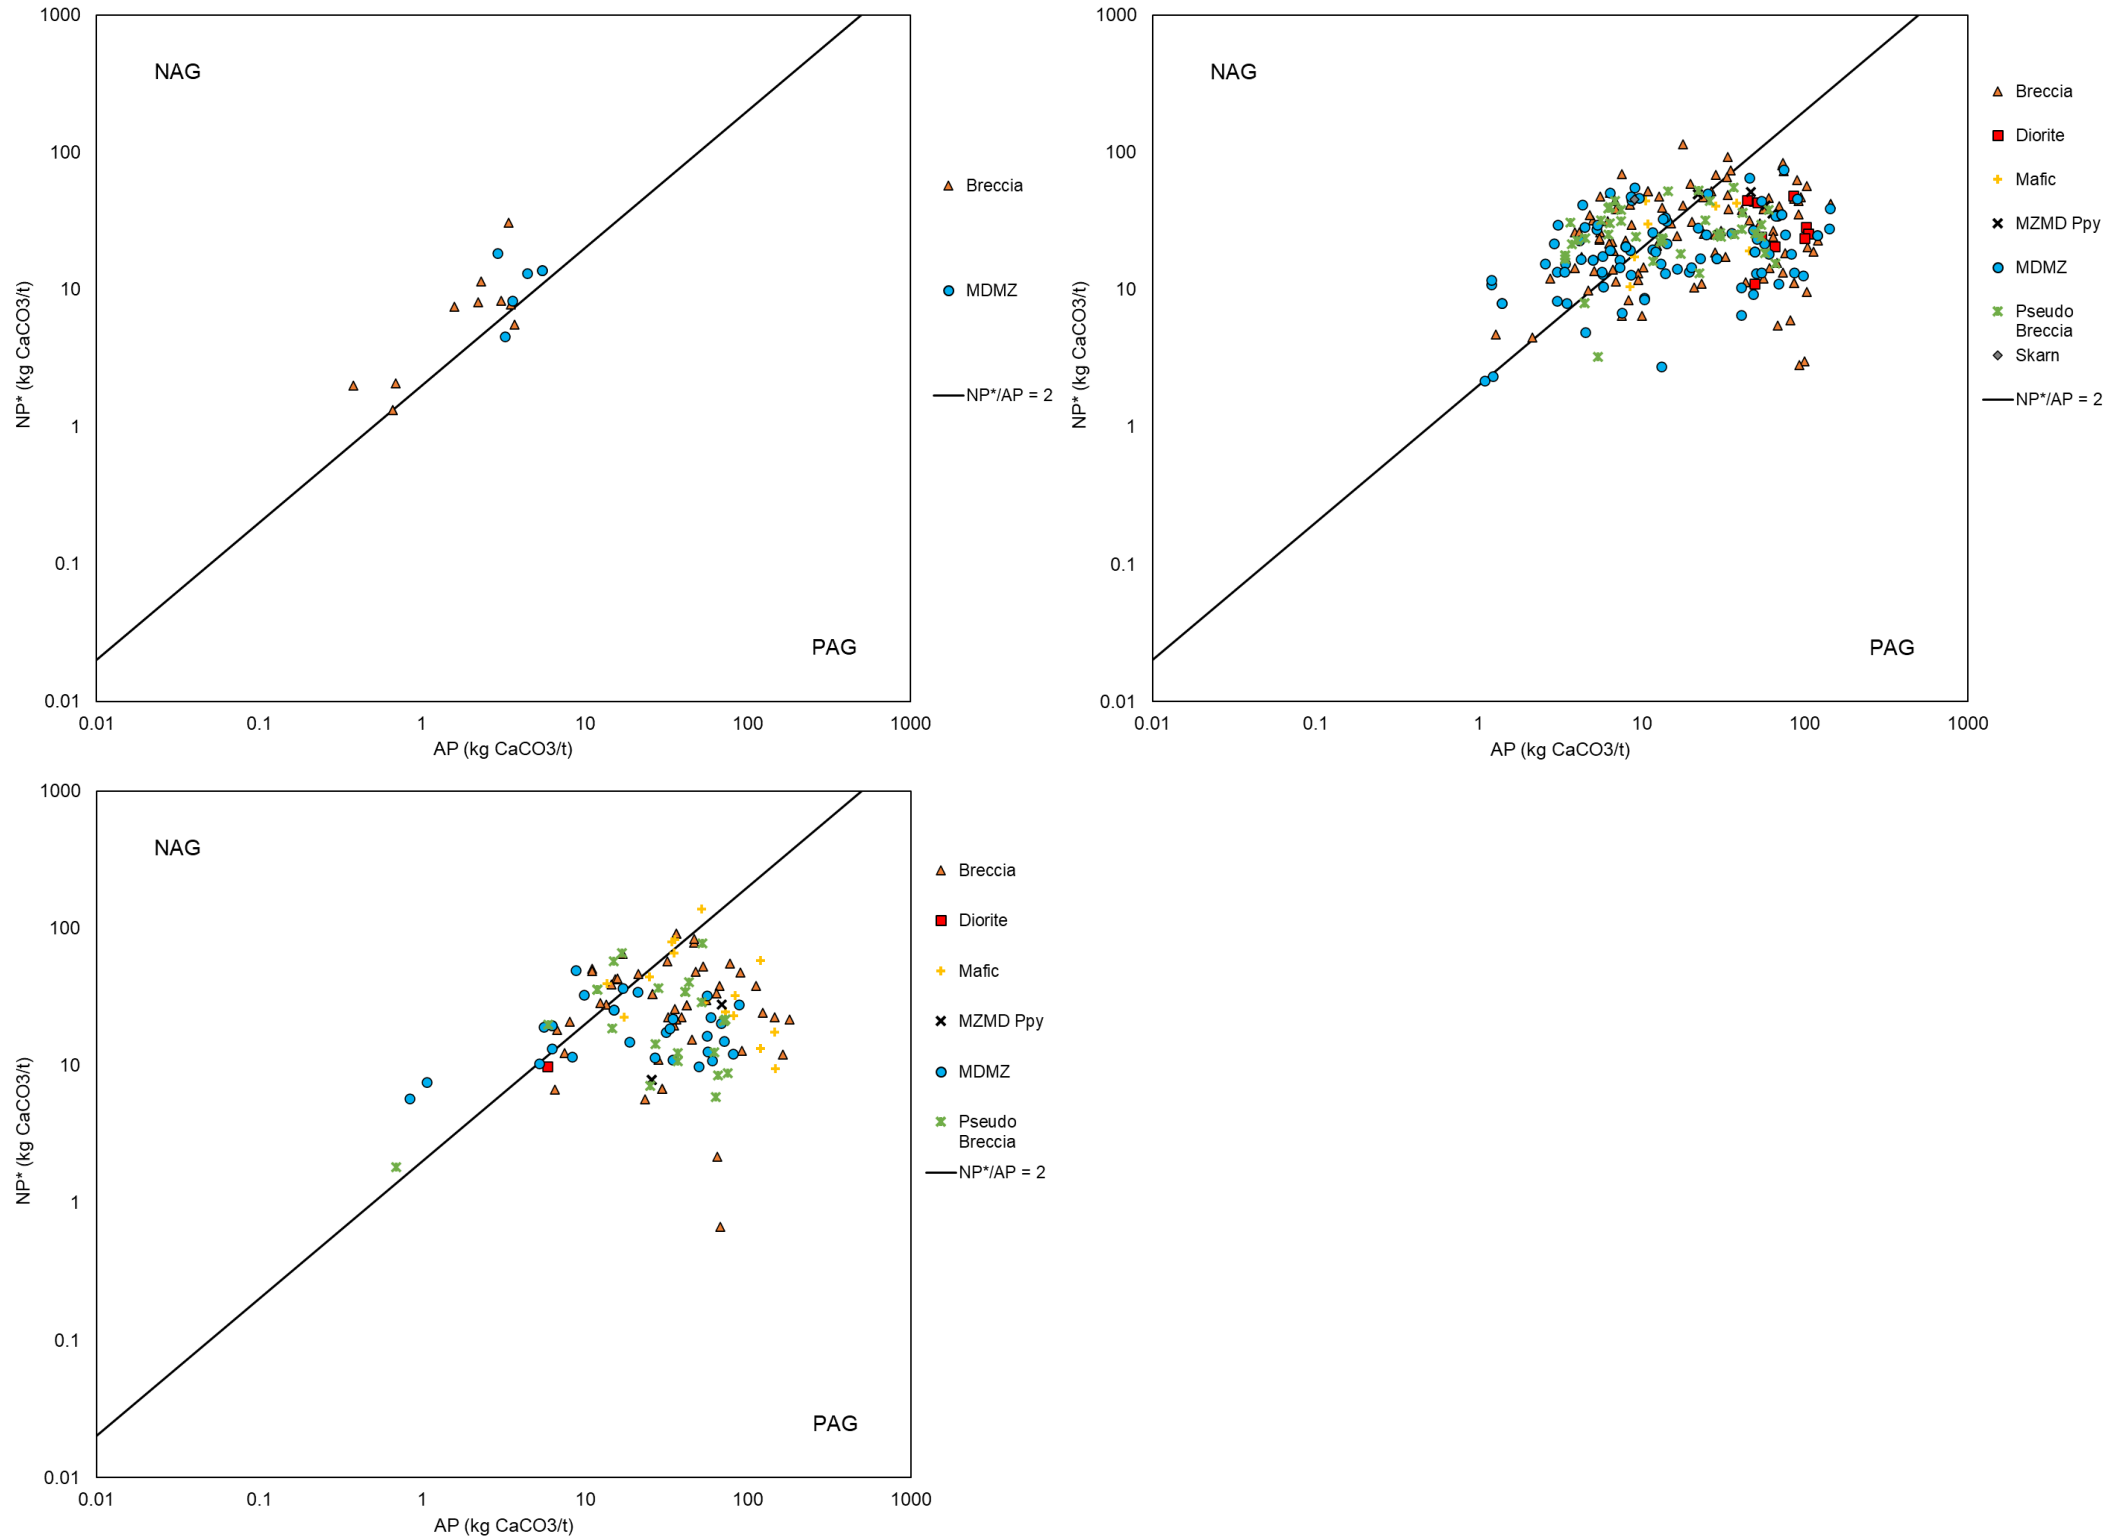 1000
100
10
1
0.1
0.01
0.01 0.1 1 10 100 1000
NP* (kg CaCO3/t)
AP (kg CaCO3/t)
NAG
PAG
Breccia
MDMZ
NP*/AP = 2
1000
100
10
1
0.1
0.01
0.01 0.1 1 10 100 1000
NP* (kg CaCO3/t)
AP (kg CaCO3/t)
NAG
PAG
Breccia
Diorite
Mafic
MZMD Ppy
MDMZ
Pseudo
Breccia
Skarn
NP*/AP = 2
1000
100
10
1
0.1
0.01
0.01 0.1 1 10 100 1000
NP* (kg CaCO3/t)
AP (kg CaCO3/t)
NAG
PAG
Breccia
Diorite
Mafic
MZMD Ppy
MDMZ
Pseudo
Breccia
NP*/AP = 2